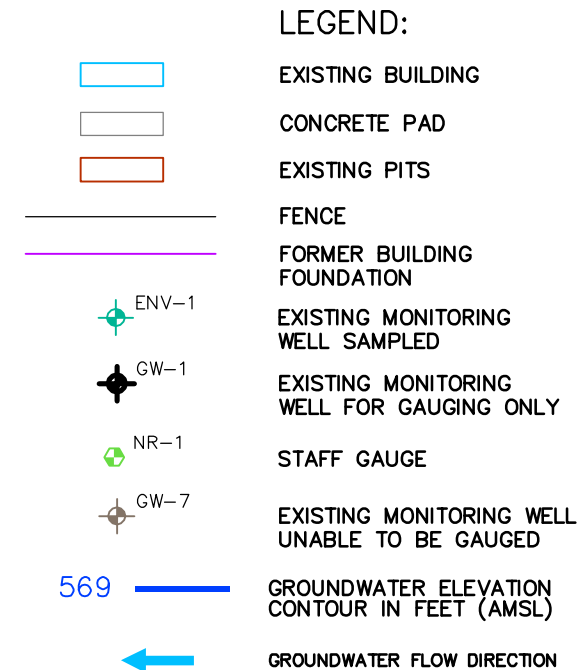 LEGEND:
EXISTING BUILDING
CONCRETE PAD
EXISTING PITS
FENCE
FORMER BUILDING
FOUNDATION
ENV-1
EXISTING MONITORING
WELL SAMPLED
GW-1
EXISTING MONITORING
WELL FOR GAUGING ONLY
NR-1
STAFF GAUGE
GW-7
EXISTING MONITORING WELL
UNABLE TO BE GAUGED
569
GROUNDWATER ELEVATION
CONTOUR IN FEET (AMSL)
GROUNDWATER FLOW DIRECTION